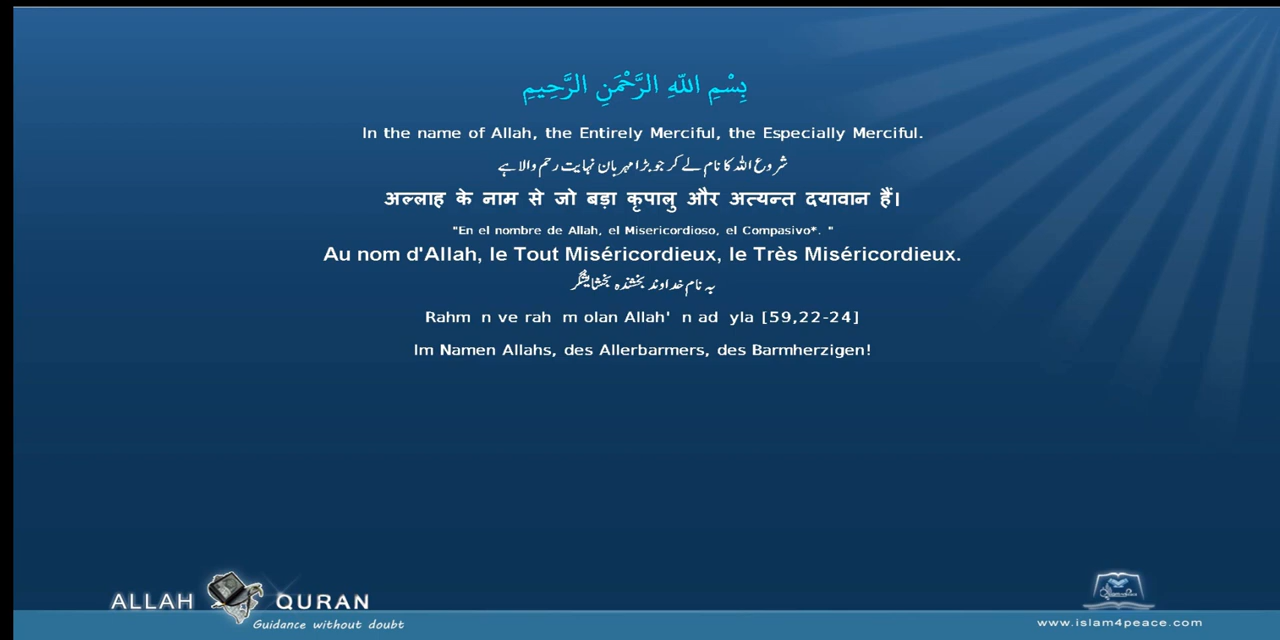 بِسْمِ اللَّهِ الرَّحْمَنِ الرَّحِيمِ
In the name of Allah, the Entirely Merciful, the Especially Merciful.
شروع اللہ کا نام لے کر جو بڑا مہربان نہایت رحم والا ہے
अल्लाह के नाम से जो बड़ा कृपालु और अत्यन्त दयावान हैं।
"En el nombre de Allah, el Misericordioso, el Compasivo*. "
Au nom d'Allah, le Tout Miséricordieux, le Très Miséricordieux.
به نام خداوند بخشنده بخشایشگر
Rahm n ve rah m olan Allah' n ad yla [59,22-24]
Im Namen Allahs, des Allerbarmers, des Barmherzigen!
ALLAH QURAN
Guidance without doubt
www.islam4peace.com